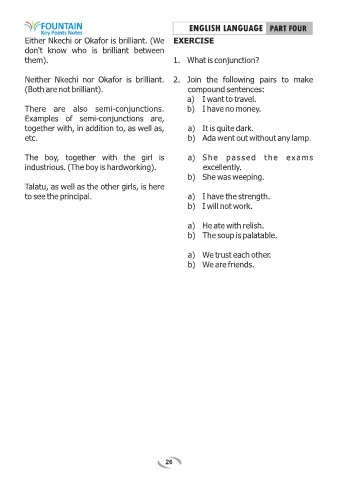 FOUNTAIN
Key Points Notes
ENGLISH LANGUAGE PART FOUR
Either Nkechi or Okafor is brilliant. (We
don't know who is brilliant between
them).
Neither Nkechi nor Okafor is brilliant.
(Both are not brilliant).
There are also semi-conjunctions.
Examples of semi-conjunctions are,
together with, in addition to, as well as,
etc.
The boy, together with the girl is
industrious. (The boy is hardworking).
Talatu, as well as the other girls, is here
to see the principal.
EXERCISE
1. What is conjunction?
2. Join the following pairs to make
compound sentences:
a) I want to travel.
b) I have no money.
a) It is quite dark.
b) Ada went out without any lamp.
a) She passed the exams
excellently.
b) She was weeping.
a) I have the strength.
b) I will not work.
a) He ate with relish.
b) The soup is palatable.
a) We trust each other.
b) We are friends.
26